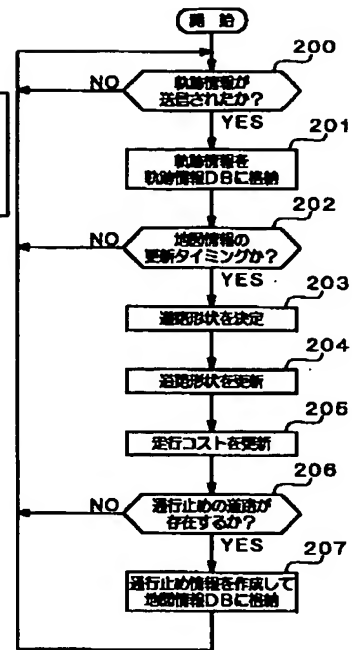 開始
200
軌跡情報が
送信されたか？
NO
YES
201
軌跡情報を
軌跡情報DBに格納
202
地図情報の
更新タイミングか？
NO
YES
203
道路形状を決定
204
道路形状を更新
205
走行コストを更新
206
通行止めの道路が
存在するか？
NO
YES
207
通行止め情報を作成して
地図情報DBに格納